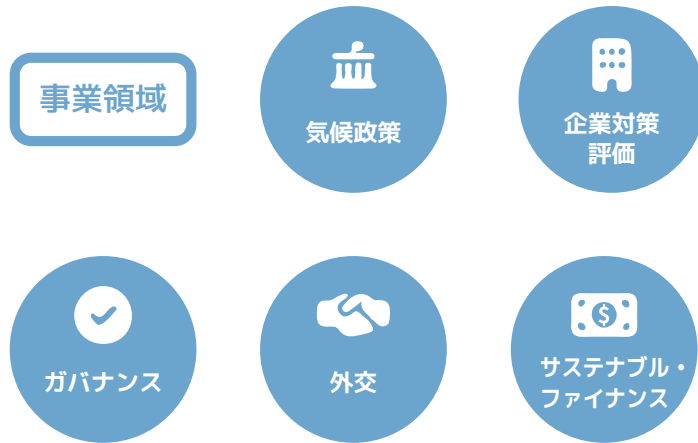 事業領域
気候政策
企業対策
評価
ガバナンス
外交
$
サステナブル・
ファイナンス